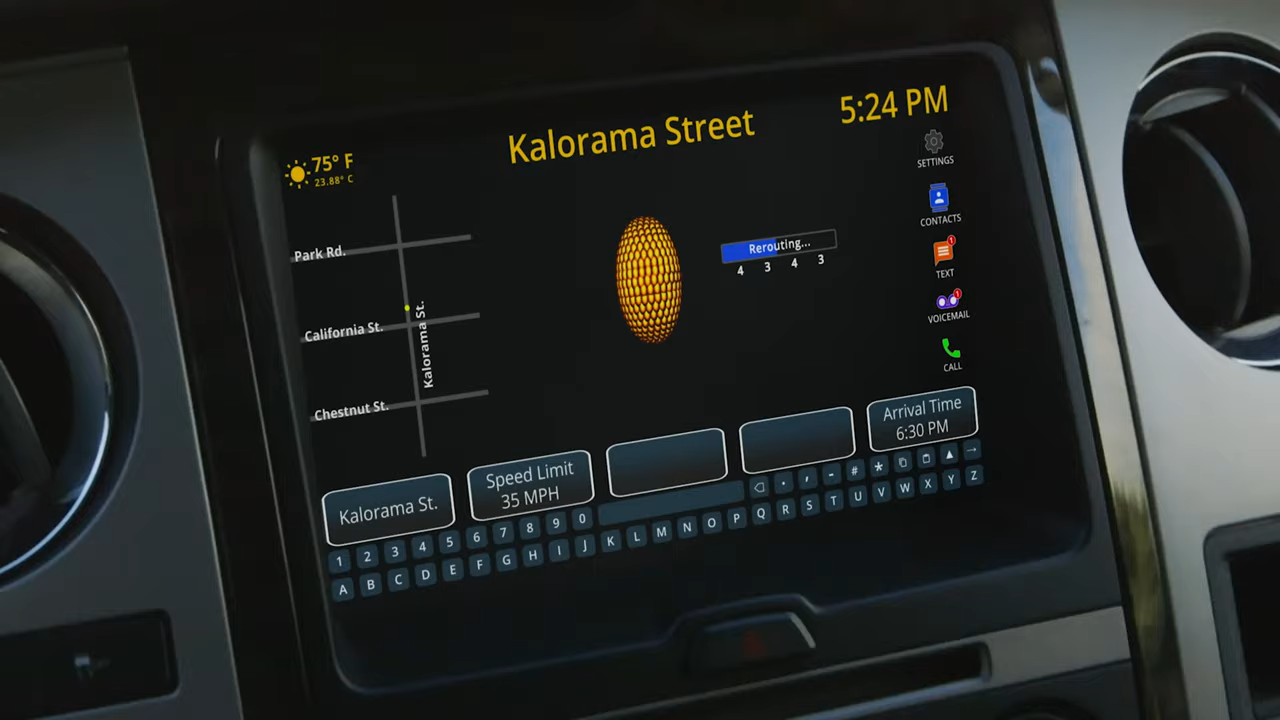 75° F
23.88° C
Kalorama Street
5:24 PM
SETTINGS
CONTACTS
1
TEXT
1
VOICEMAIL
CALL
Park Rd.
California St.
Kalorama St.
Chestnut St.
Rerouting...
4 3 4 3
Kalorama St.
Speed Limit
35 MPH
Arrival Time
6:30 PM
1 2 3 4 5 6 7 8 9 0 . , - # *
A B C D E F G H I J K L M N O P Q R S T U V W X Y Z